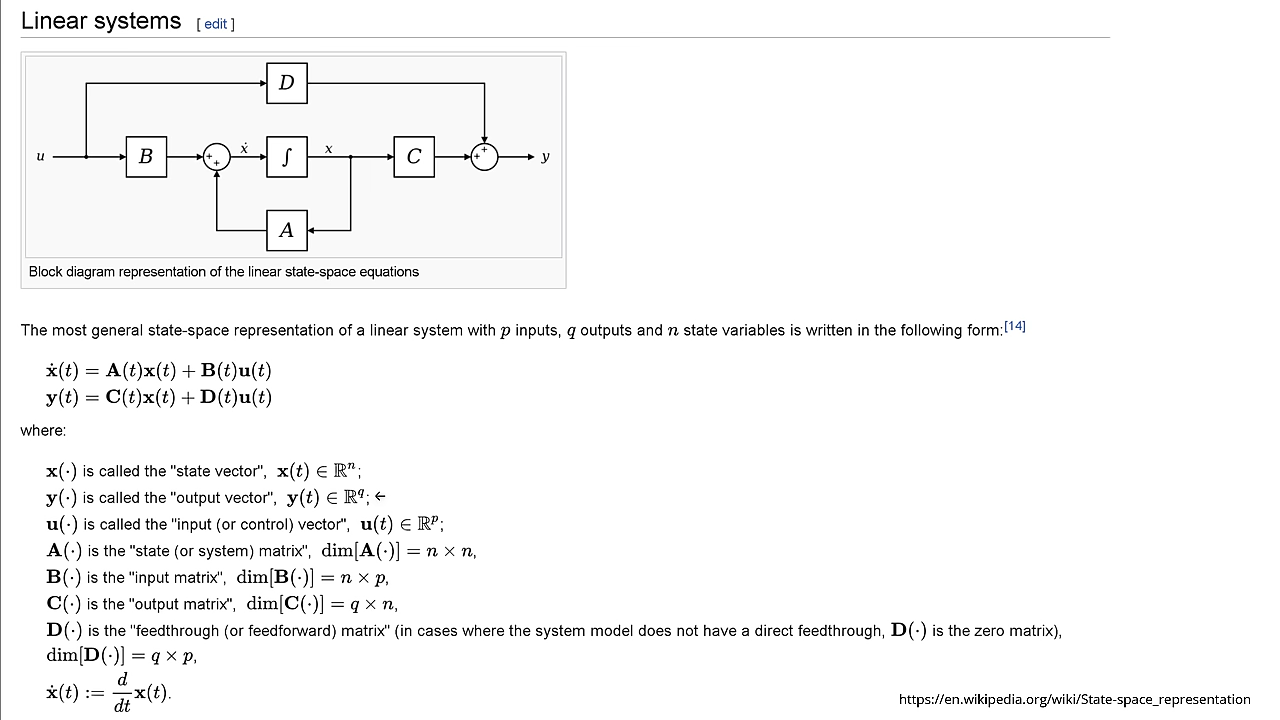 Linear systems [ edit ]
D
u B + + ẋ ∫ x C + + y
A
Block diagram representation of the linear state-space equations
The most general state-space representation of a linear system with p inputs, q outputs and n state variables is written in the following form:[14]
ẋ(t) = A(t)x(t) + B(t)u(t)
y(t) = C(t)x(t) + D(t)u(t)
where:
x(·) is called the "state vector", x(t) ∈ ℝⁿ;
y(·) is called the "output vector", y(t) ∈ ℝ^q; ←
u(·) is called the "input (or control) vector", u(t) ∈ ℝᵖ;
A(·) is the "state (or system) matrix", dim[A(·)] = n × n,
B(·) is the "input matrix", dim[B(·)] = n × p,
C(·) is the "output matrix", dim[C(·)] = q × n,
D(·) is the "feedthrough (or feedforward) matrix" (in cases where the system model does not have a direct feedthrough, D(·) is the zero matrix),
dim[D(·)] = q × p,
ẋ(t) := d/dt x(t).
https://en.wikipedia.org/wiki/State-space_representation